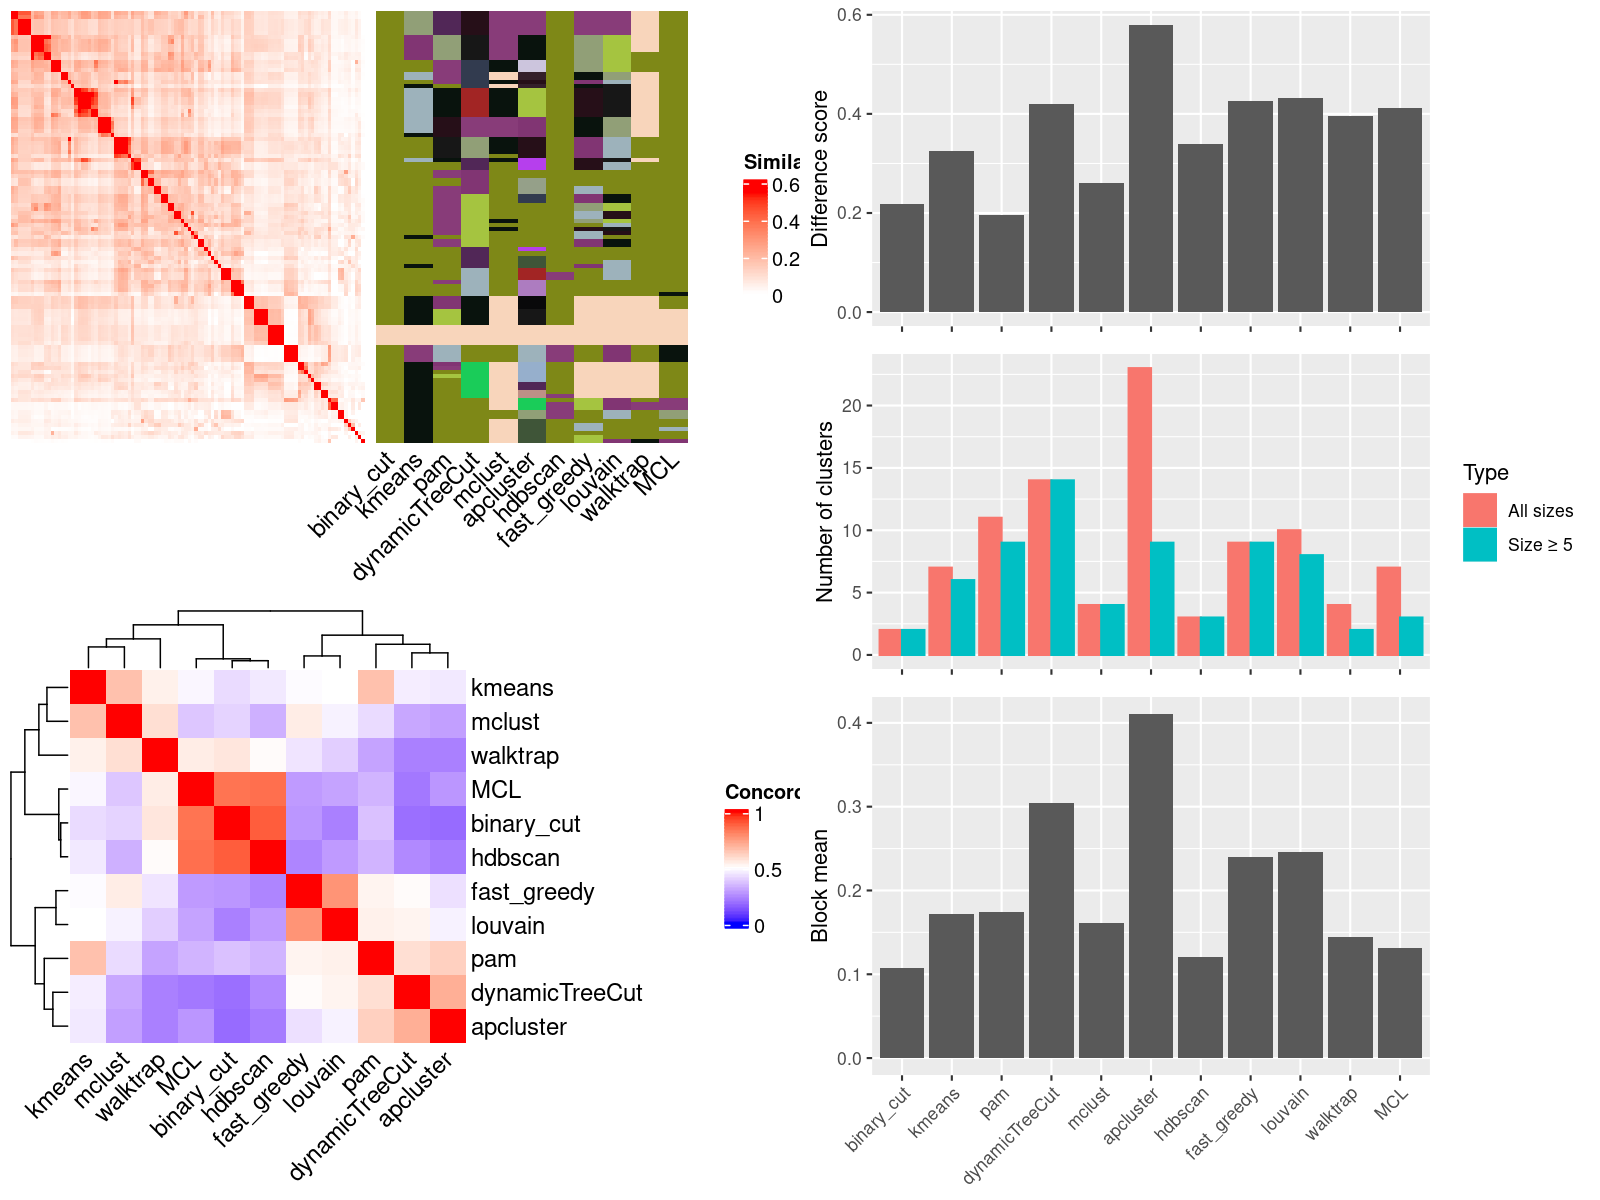 Simila
0.6
0.4
0.2
0
binary_cut
kmeans
pam
dynamicTreeCut
mclust
apcluster
hdbscan
fast_greedy
louvain
walktrap
MCL
kmeans
mclust
walktrap
MCL
binary_cut
hdbscan
fast_greedy
louvain
pam
dynamicTreeCut
apcluster
Concord
1
0.5
0
kmeans
mclust
walktrap
MCL
binary_cut
hdbscan
fast_greedy
louvain
pam
dynamicTreeCut
apcluster
Difference score
0.6
0.4
0.2
0.0
Number of clusters
20
15
10
5
0
Type
All sizes
Size ≥ 5
Block mean
0.4
0.3
0.2
0.1
0.0
binary_cut
kmeans
pam
dynamicTreeCut
mclust
apcluster
hdbscan
fast_greedy
louvain
walktrap
MCL